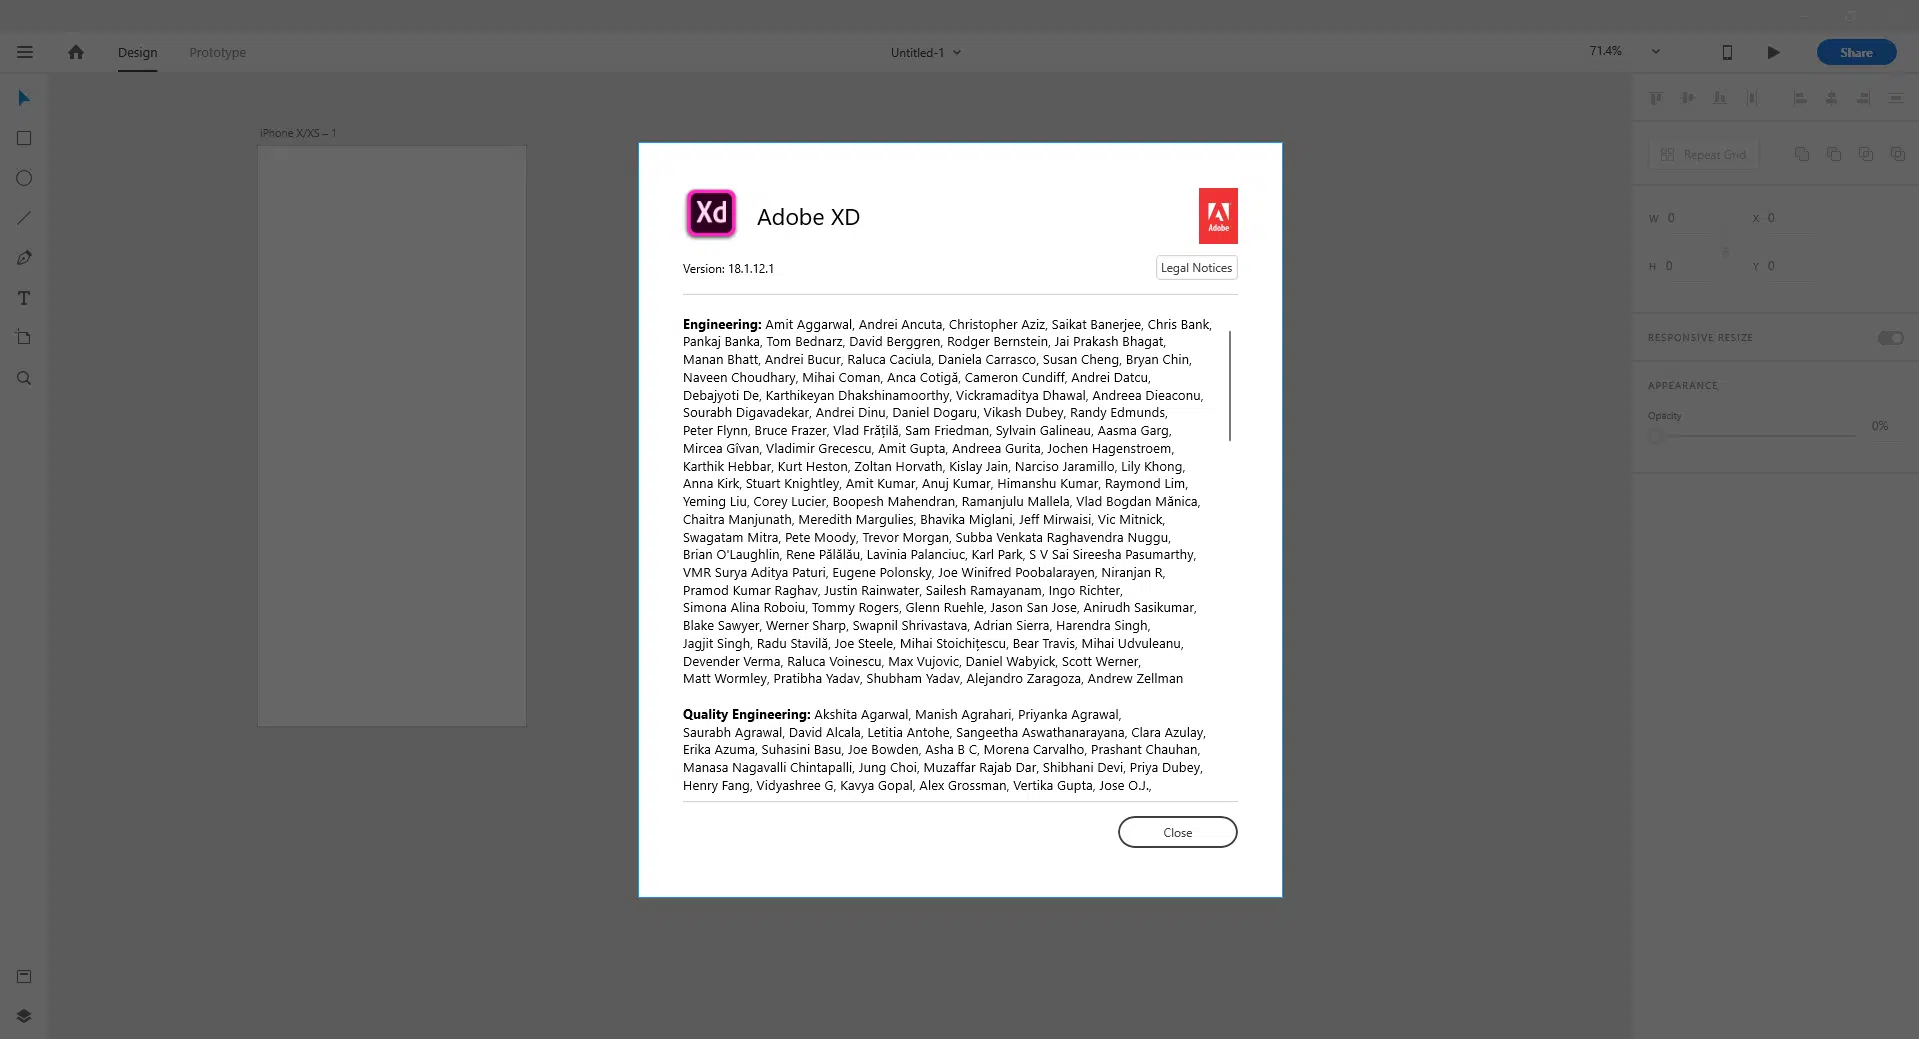 Design
Prototype
Untitled-1
71.4%
Share
iPhone X/XS – 1
Repeat Grid
W 0
X 0
H 0
Y 0
RESPONSIVE RESIZE
APPEARANCE
Opacity
0%
Xd
Adobe XD
Adobe
Version: 18.1.12.1
Legal Notices
Engineering: Amit Aggarwal, Andrei Ancuta, Christopher Aziz, Saikat Banerjee, Chris Bank,
Pankaj Banka, Tom Bednarz, David Berggren, Rodger Bernstein, Jai Prakash Bhagat,
Manan Bhatt, Andrei Bucur, Raluca Caciula, Daniela Carrasco, Susan Cheng, Bryan Chin,
Naveen Choudhary, Mihai Coman, Anca Cotigă, Cameron Cundiff, Andrei Datcu,
Debajyoti De, Karthikeyan Dhakshinamoorthy, Vickramaditya Dhawal, Andreea Dieaconu,
Sourabh Digavadekar, Andrei Dinu, Daniel Dogaru, Vikash Dubey, Randy Edmunds,
Peter Flynn, Bruce Frazer, Vlad Frățilă, Sam Friedman, Sylvain Galineau, Aasma Garg,
Mircea Gîvan, Vladimir Grecescu, Amit Gupta, Andreea Gurita, Jochen Hagenstroem,
Karthik Hebbar, Kurt Heston, Zoltan Horvath, Kislay Jain, Narciso Jaramillo, Lily Khong,
Anna Kirk, Stuart Knightley, Amit Kumar, Anuj Kumar, Himanshu Kumar, Raymond Lim,
Yeming Liu, Corey Lucier, Boopesh Mahendran, Ramanjulu Mallela, Vlad Bogdan Mănica,
Chaitra Manjunath, Meredith Margulies, Bhavika Miglani, Jeff Mirwaisi, Vic Mitnick,
Swagatam Mitra, Pete Moody, Trevor Morgan, Subba Venkata Raghavendra Nuggu,
Brian O'Laughlin, Rene Pălălău, Lavinia Palanciuc, Karl Park, S V Sai Sireesha Pasumarthy,
VMR Surya Aditya Paturi, Eugene Polonsky, Joe Winifred Poobalarayen, Niranjan R,
Pramod Kumar Raghav, Justin Rainwater, Sailesh Ramayanam, Ingo Richter,
Simona Alina Roboiu, Tommy Rogers, Glenn Ruehle, Jason San Jose, Anirudh Sasikumar,
Blake Sawyer, Werner Sharp, Swapnil Shrivastava, Adrian Sierra, Harendra Singh,
Jagjit Singh, Radu Stavilă, Joe Steele, Mihai Stoichițescu, Bear Travis, Mihai Udvuleanu,
Devender Verma, Raluca Voinescu, Max Vujovic, Daniel Wabyick, Scott Werner,
Matt Wormley, Pratibha Yadav, Shubham Yadav, Alejandro Zaragoza, Andrew Zellman
Quality Engineering: Akshita Agarwal, Manish Agrahari, Priyanka Agrawal,
Saurabh Agrawal, David Alcala, Letitia Antohe, Sangeetha Aswathanarayana, Clara Azulay,
Erika Azuma, Suhasini Basu, Joe Bowden, Asha B C, Morena Carvalho, Prashant Chauhan,
Manasa Nagavalli Chintapalli, Jung Choi, Muzaffar Rajab Dar, Shibhani Devi, Priya Dubey,
Henry Fang, Vidyashree G, Kavya Gopal, Alex Grossman, Vertika Gupta, Jose O.J.,
Close